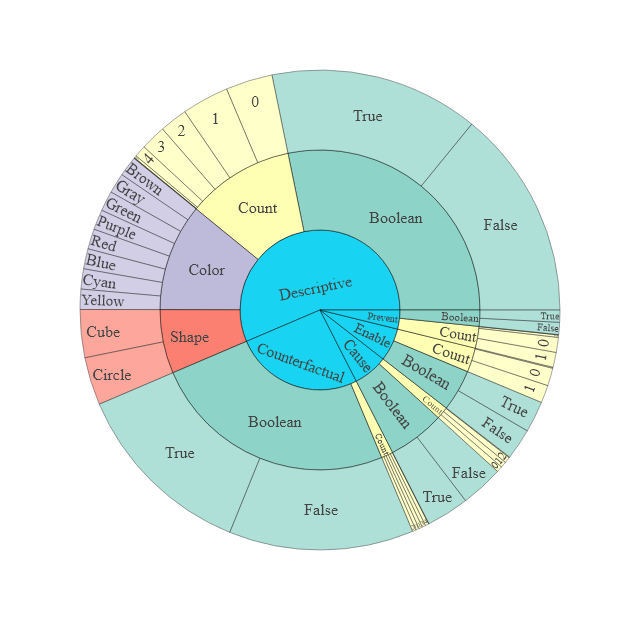 0
1
2
3
4
True
False
Count
Boolean
Brown
Gray
Green
Purple
Red
Blue
Cyan
Yellow
Color
Descriptive
Shape
Cube
Circle
Prevent
Boolean
True
False
Enable
Count
0
1
Count
0
1
Boolean
True
False
Cause
Count
0
1
2
Boolean
False
True
Counterfactual
Count
Boolean
True
False